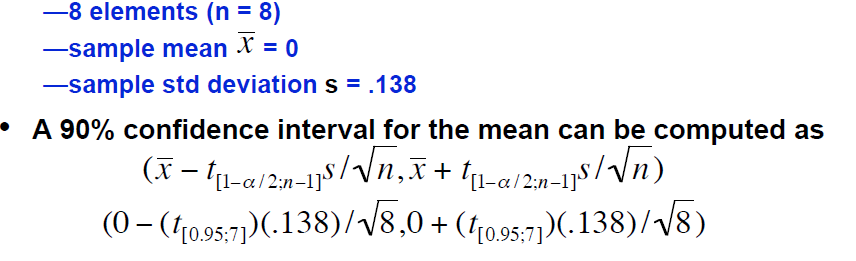 —8 elements (n = 8)
—sample mean x̅ = 0
—sample std deviation s = .138
• A 90% confidence interval for the mean can be computed as
(x̅ − t[1−α/2;n−1]s/√n, x̅ + t[1−α/2;n−1]s/√n)
(0 − (t[0.95;7])(.138)/√8,0 + (t[0.95;7])(.138)/√8)